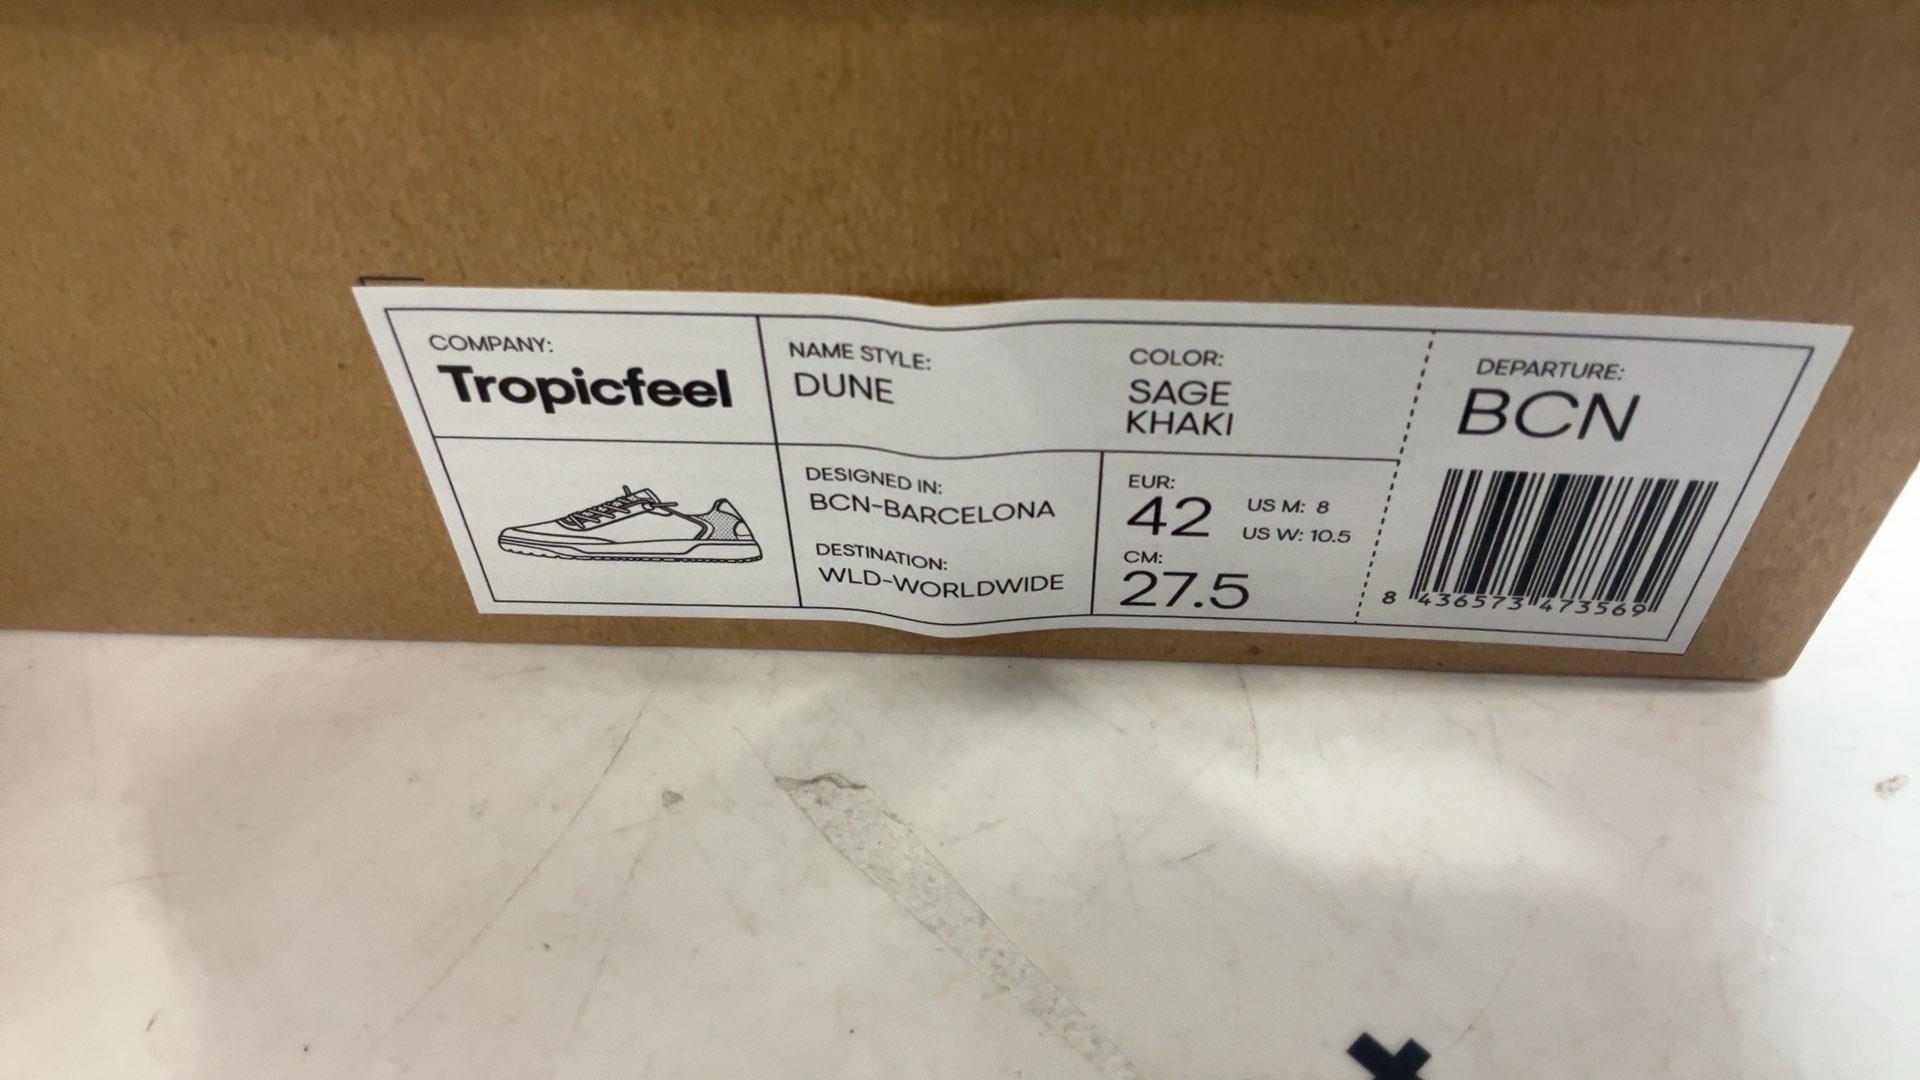 COMPANY:
Tropicfeel
NAME STYLE:
DUNE
COLOR:
SAGE
KHAKI
DEPARTURE:
BCN
DESIGNED IN:
BCN-BARCELONA
DESTINATION:
WLD-WORLDWIDE
EUR:
42
US M: 8
US W: 10.5
CM:
27.5
8 436573 473569